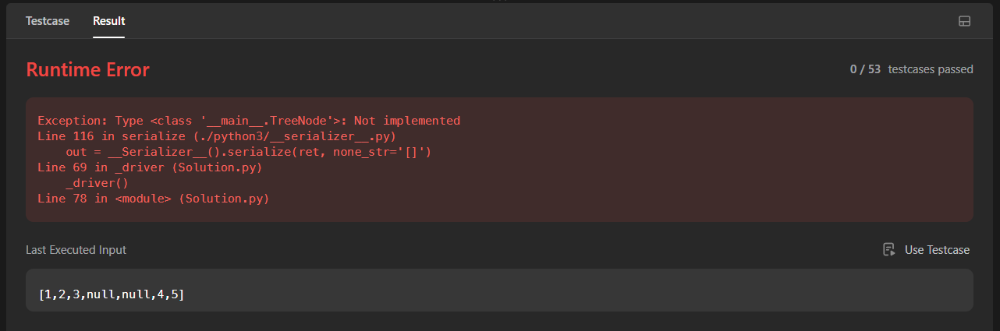 Testcase
Result
Runtime Error
0 / 53 testcases passed
Exception: Type <class '__main__.TreeNode'>: Not implemented
Line 116 in serialize (./python3/__serializer__.py)
    out = __Serializer__().serialize(ret, none_str='[]')
Line 69 in _driver (Solution.py)
    _driver()
Line 78 in <module> (Solution.py)
Last Executed Input
Use Testcase
[1,2,3,null,null,4,5]